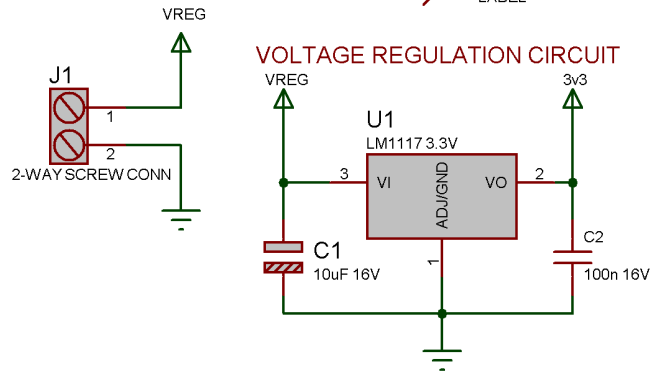 LABEL
VREG
VOLTAGE REGULATION CIRCUIT
J1
1
2
2-WAY SCREW CONN
VREG
3v3
U1
LM1117 3.3V
3
VI
ADJ/GND
VO
2
1
C1
10uF 16V
C2
100n 16V